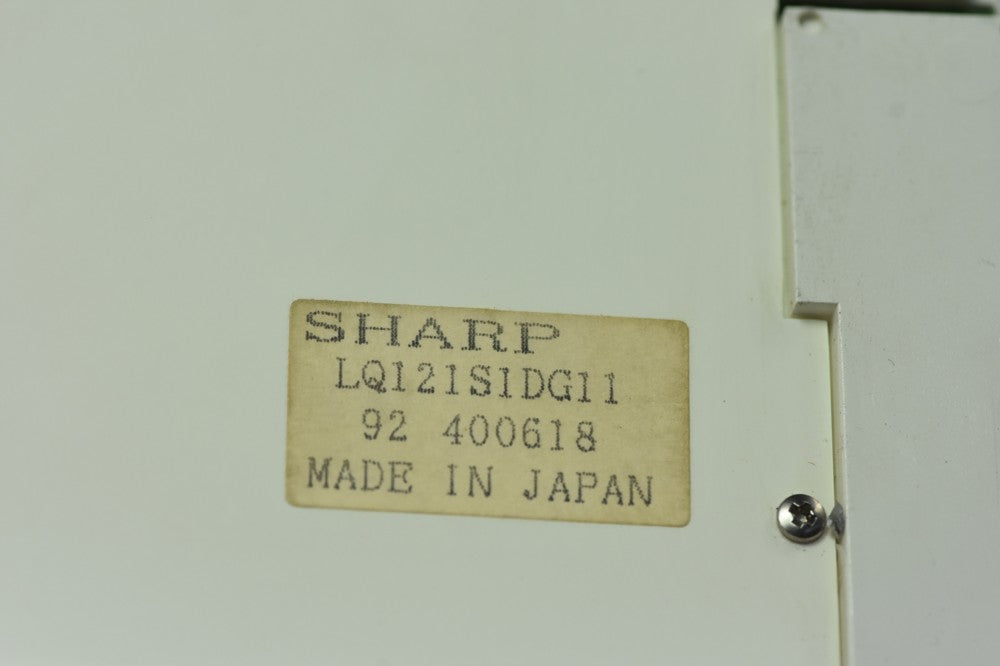 SHARP
LQ121S1DG11
92 400618
MADE IN JAPAN